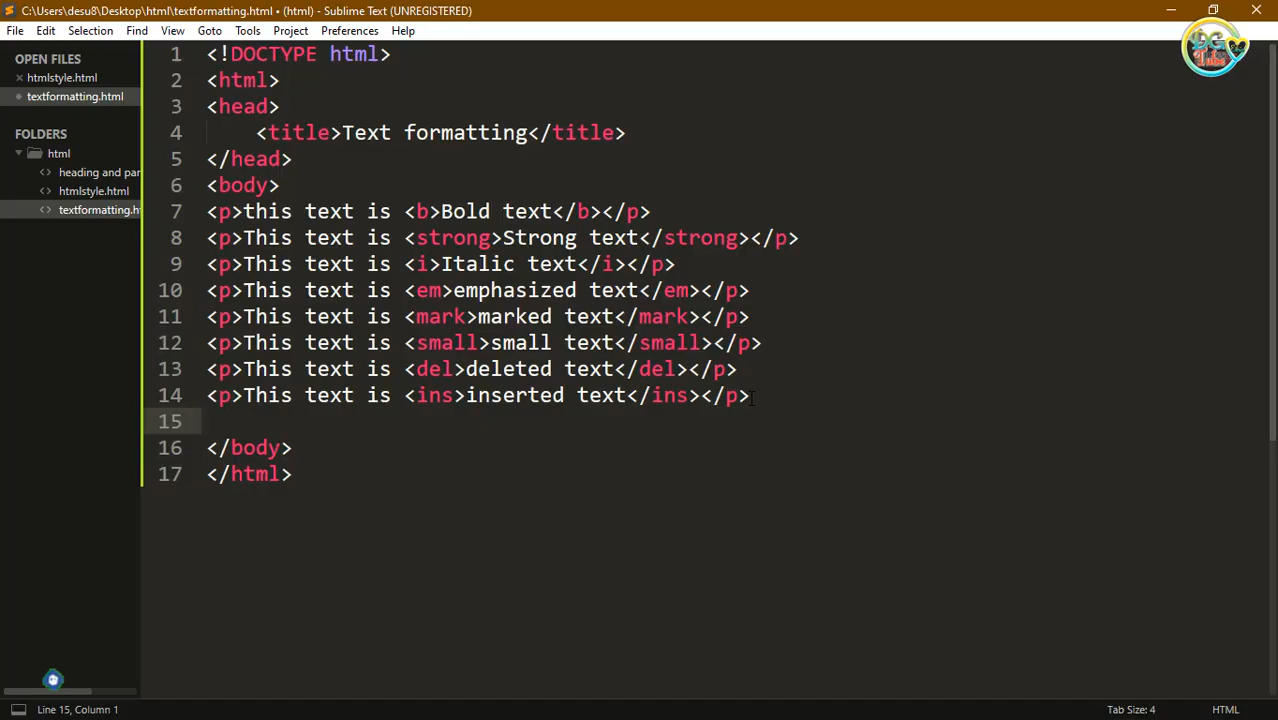 C:\Users\desu8\Desktop\html\textformatting.html • (html) - Sublime Text (UNREGISTERED)
File Edit Selection Find View Goto Tools Project Preferences Help
DG
Tube
OPEN FILES
htmlstyle.html
textformatting.html
FOLDERS
html
heading and par
htmlstyle.html
textformatting.ht
1 <!DOCTYPE html>
2 <html>
3 <head>
4 <title>Text formatting</title>
5 </head>
6 <body>
7 <p>this text is <b>Bold text</b></p>
8 <p>This text is <strong>Strong text</strong></p>
9 <p>This text is <i>Italic text</i></p>
10 <p>This text is <em>emphasized text</em></p>
11 <p>This text is <mark>marked text</mark></p>
12 <p>This text is <small>small text</small></p>
13 <p>This text is <del>deleted text</del></p>
14 <p>This text is <ins>inserted text</ins></p>
15
16 </body>
17 </html>
Line 15, Column 1
Tab Size: 4
HTML